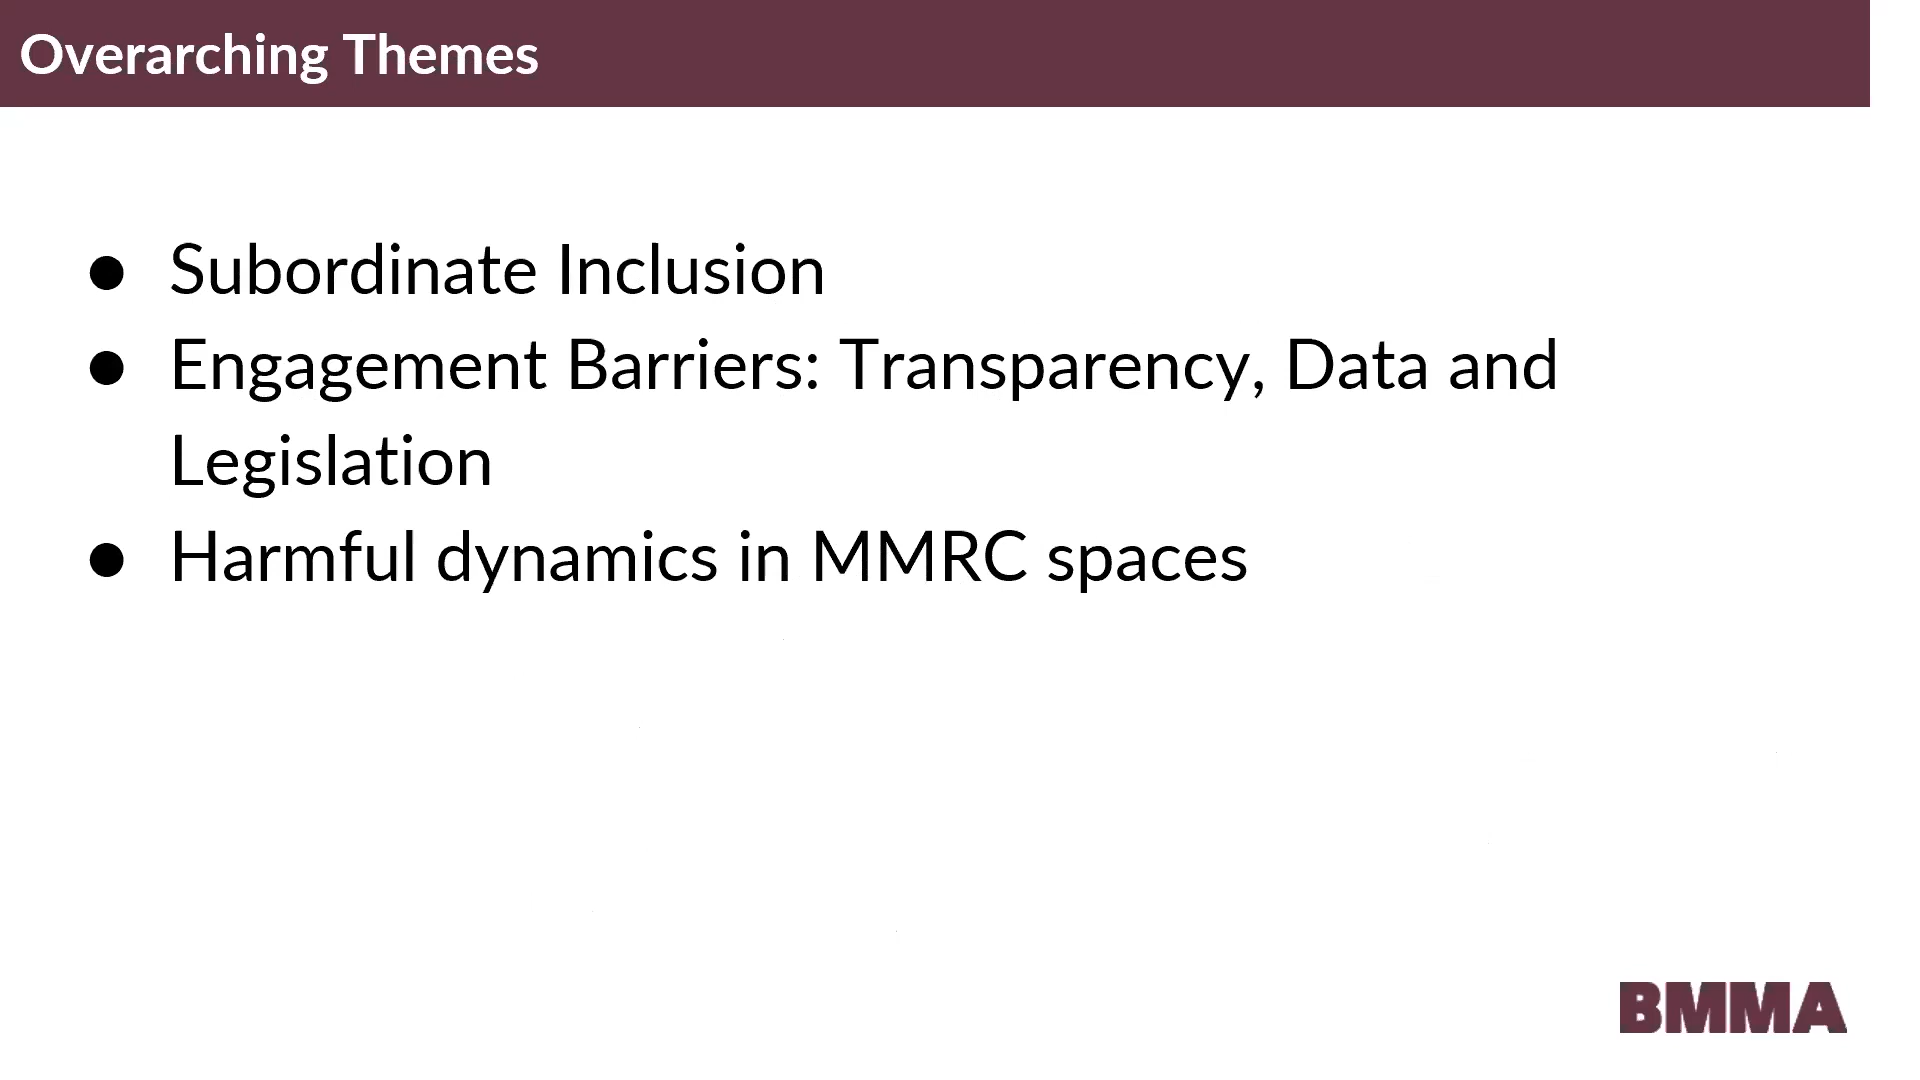 Overarching Themes
● Subordinate Inclusion
● Engagement Barriers: Transparency, Data and
Legislation
● Harmful dynamics in MMRC spaces
BMMA